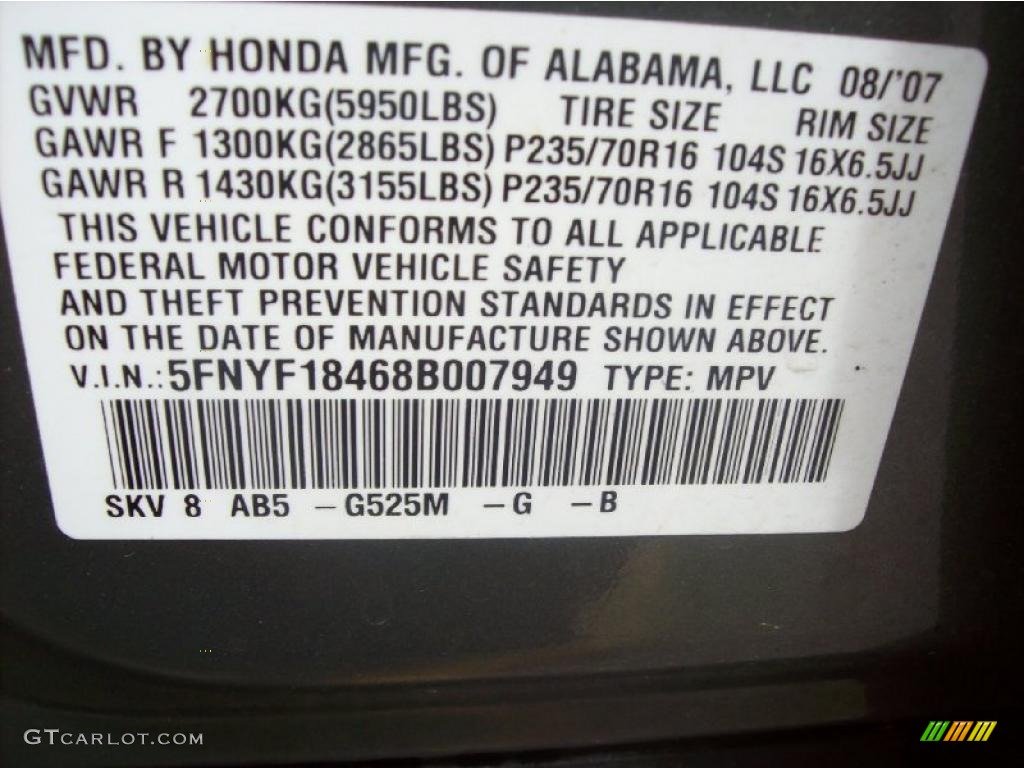 MFD. BY HONDA MFG. OF ALABAMA, LLC 08/'07
GVWR 2700KG(5950LBS) TIRE SIZE RIM SIZE
GAWR F 1300KG(2865LBS) P235/70R16 104S 16X6.5JJ
GAWR R 1430KG(3155LBS) P235/70R16 104S 16X6.5JJ
THIS VEHICLE CONFORMS TO ALL APPLICABLE
FEDERAL MOTOR VEHICLE SAFETY
AND THEFT PREVENTION STANDARDS IN EFFECT
ON THE DATE OF MANUFACTURE SHOWN ABOVE.
V.I.N.: 5FNYF18468B007949 TYPE: MPV
SKV 8 AB5 -G525M -G -B
GTCARLOT.COM